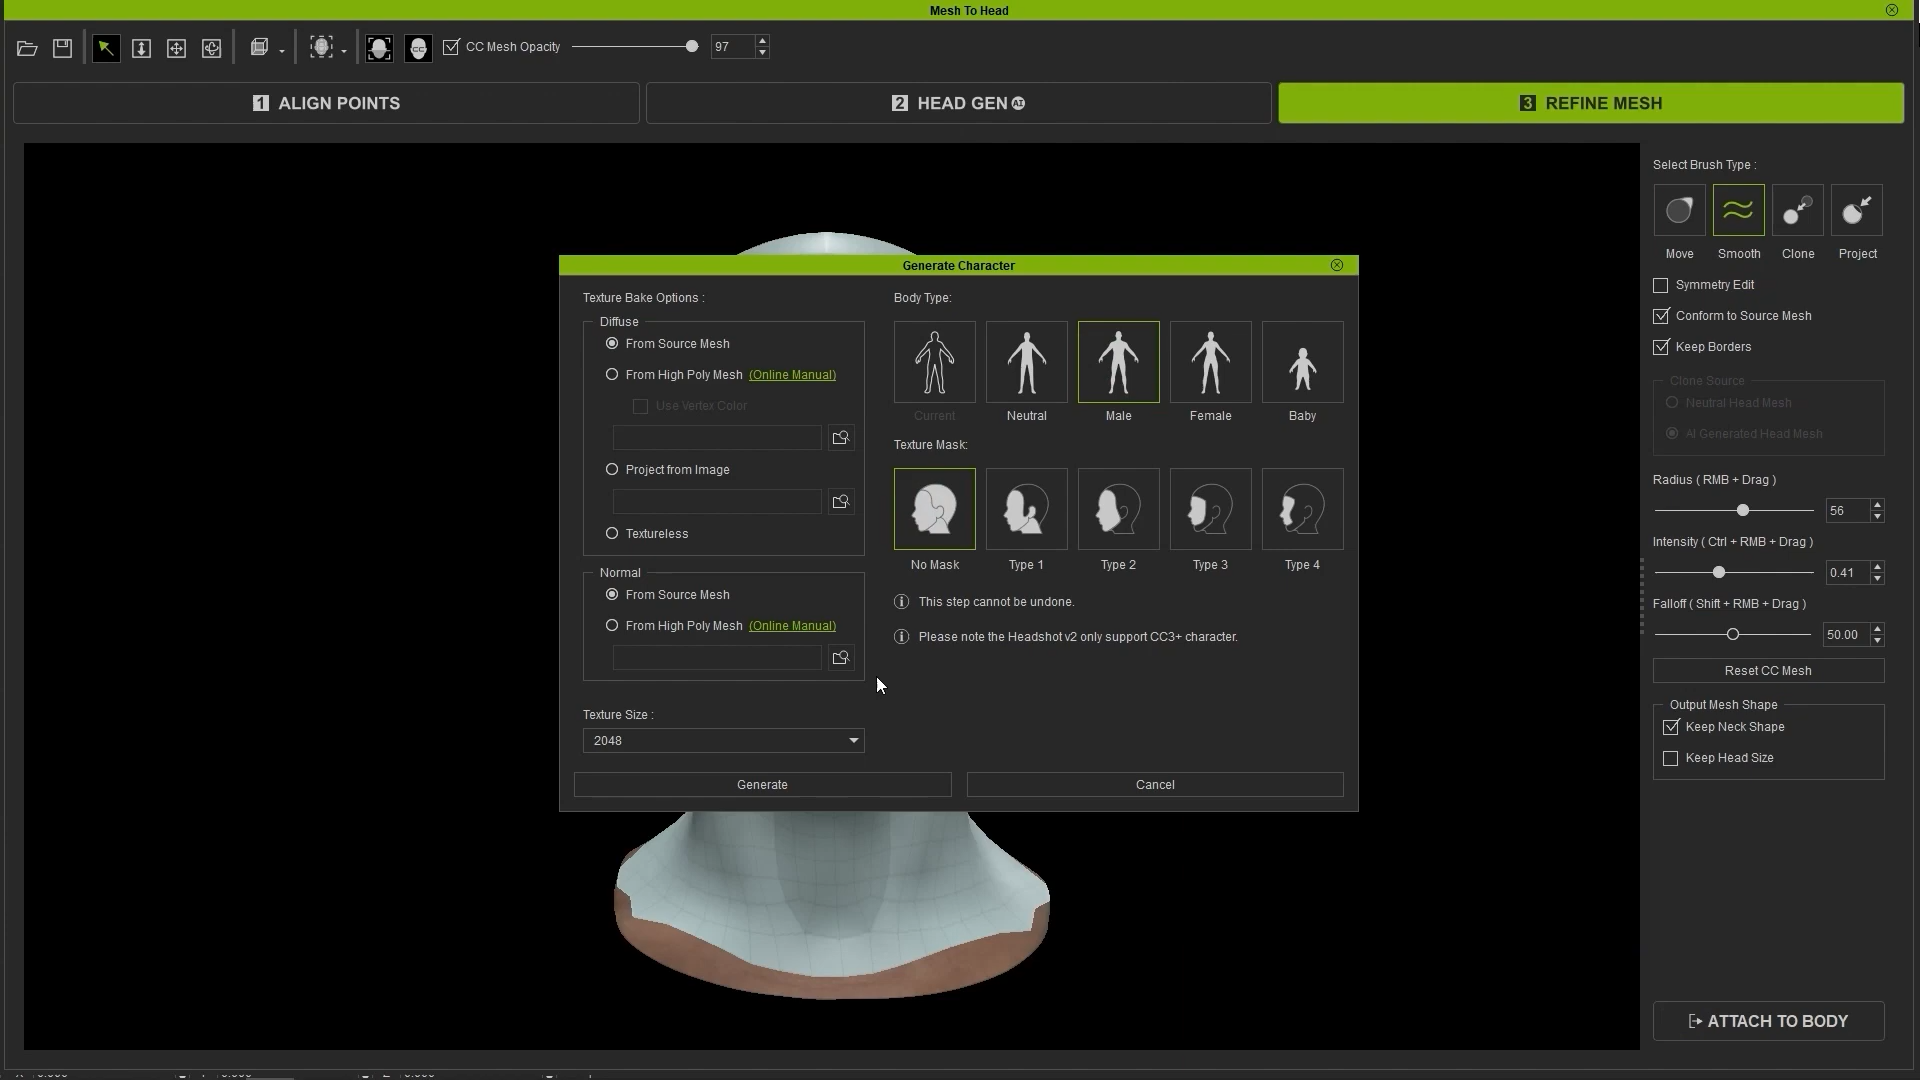 Mesh To Head
CC Mesh Opacity
97
1 ALIGN POINTS
2 HEAD GEN AI
3 REFINE MESH
Select Brush Type :
Move
Smooth
Clone
Project
Symmetry Edit
Conform to Source Mesh
Keep Borders
Clone Source
Neutral Head Mesh
AI Generated Head Mesh
Radius ( RMB + Drag )
56
Intensity ( Ctrl + RMB + Drag )
0.41
Falloff ( Shift + RMB + Drag )
50.00
Reset CC Mesh
Output Mesh Shape
Keep Neck Shape
Keep Head Size
ATTACH TO BODY
Generate Character
Texture Bake Options :
Diffuse
From Source Mesh
From High Poly Mesh (Online Manual)
Use Vertex Color
Project from Image
Textureless
Normal
From Source Mesh
From High Poly Mesh (Online Manual)
Texture Size :
2048
Body Type:
Current
Neutral
Male
Female
Baby
Texture Mask:
No Mask
Type 1
Type 2
Type 3
Type 4
This step cannot be undone.
Please note the Headshot v2 only support CC3+ character.
Generate
Cancel